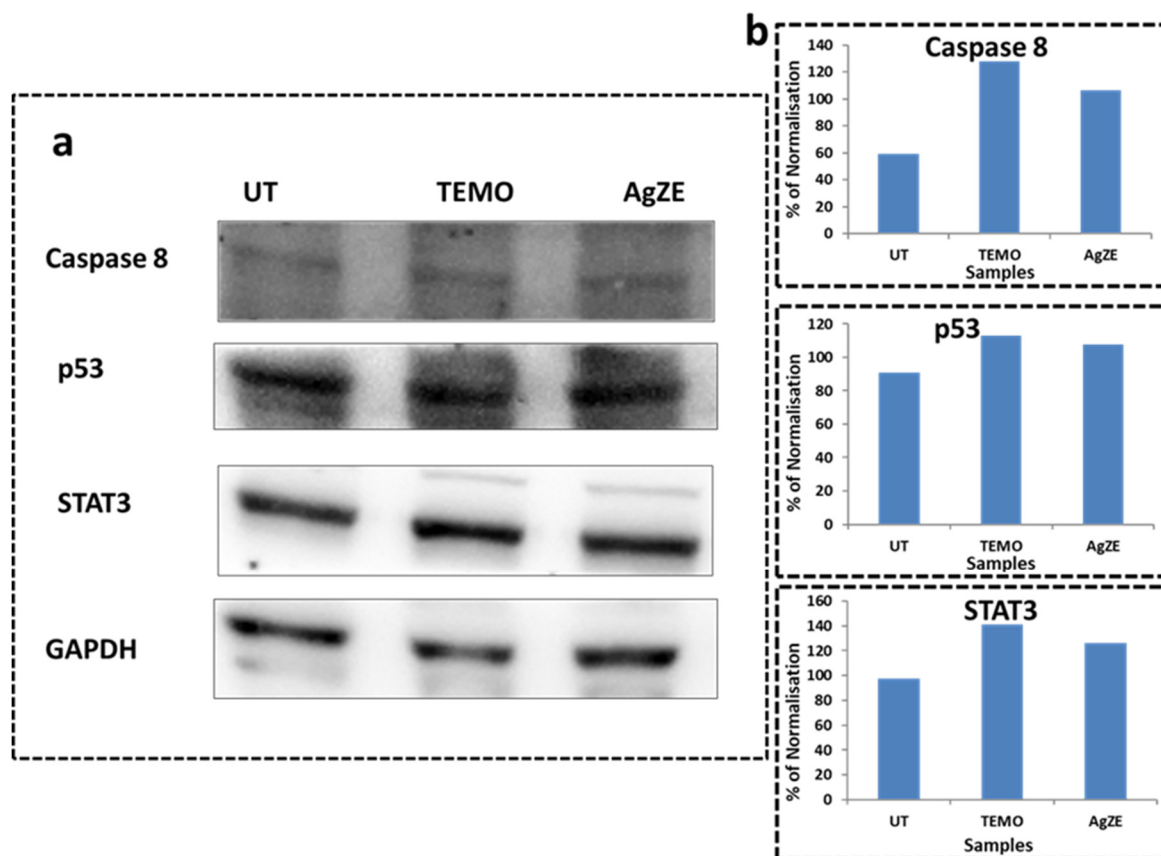 a
UT TEMO AgZE
Caspase 8
p53
STAT3
GAPDH
b
Caspase 8
% of Normalisation
140
120
100
80
60
40
20
0
UT TEMO AgZE
Samples
p53
% of Normalisation
120
100
80
60
40
20
0
UT TEMO AgZE
Samples
STAT3
% of Normalisation
160
140
120
100
80
60
40
20
0
UT TEMO AgZE
Samples